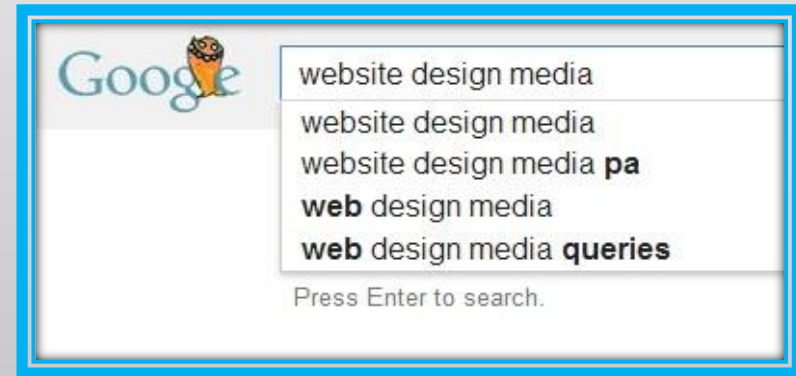 Google
website design media
website design media
website design media pa
web design media
web design media queries
Press Enter to search.